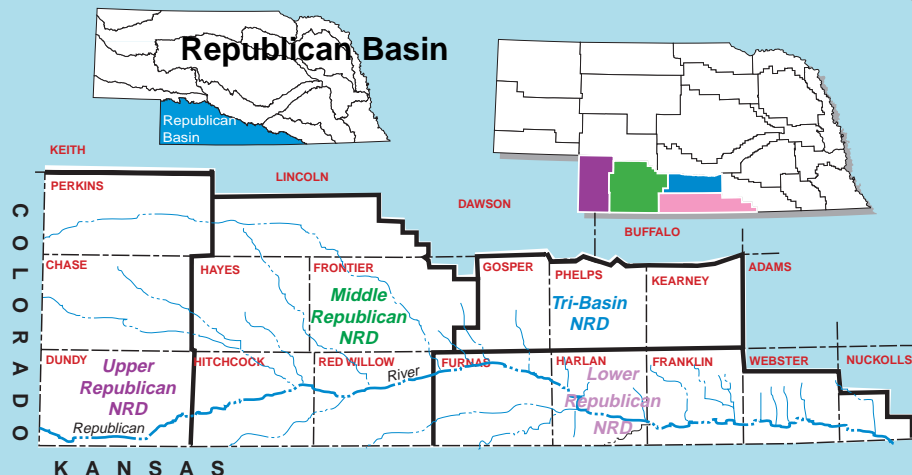 Republican Basin
Republican
Basin
KEITH
LINCOLN
PERKINS
DAWSON
BUFFALO
COLORADO
CHASE
HAYES
FRONTIER
GOSPER
PHELPS
KEARNEY
ADAMS
Middle
Republican
NRD
Tri-Basin
NRD
DUNDY
HITCHCOCK
RED WILLOW
FURNAS
HARLAN
FRANKLIN
WEBSTER
NUCKOLLS
Upper
Republican
NRD
River
Lower
Republican
NRD
Republican
KANSAS